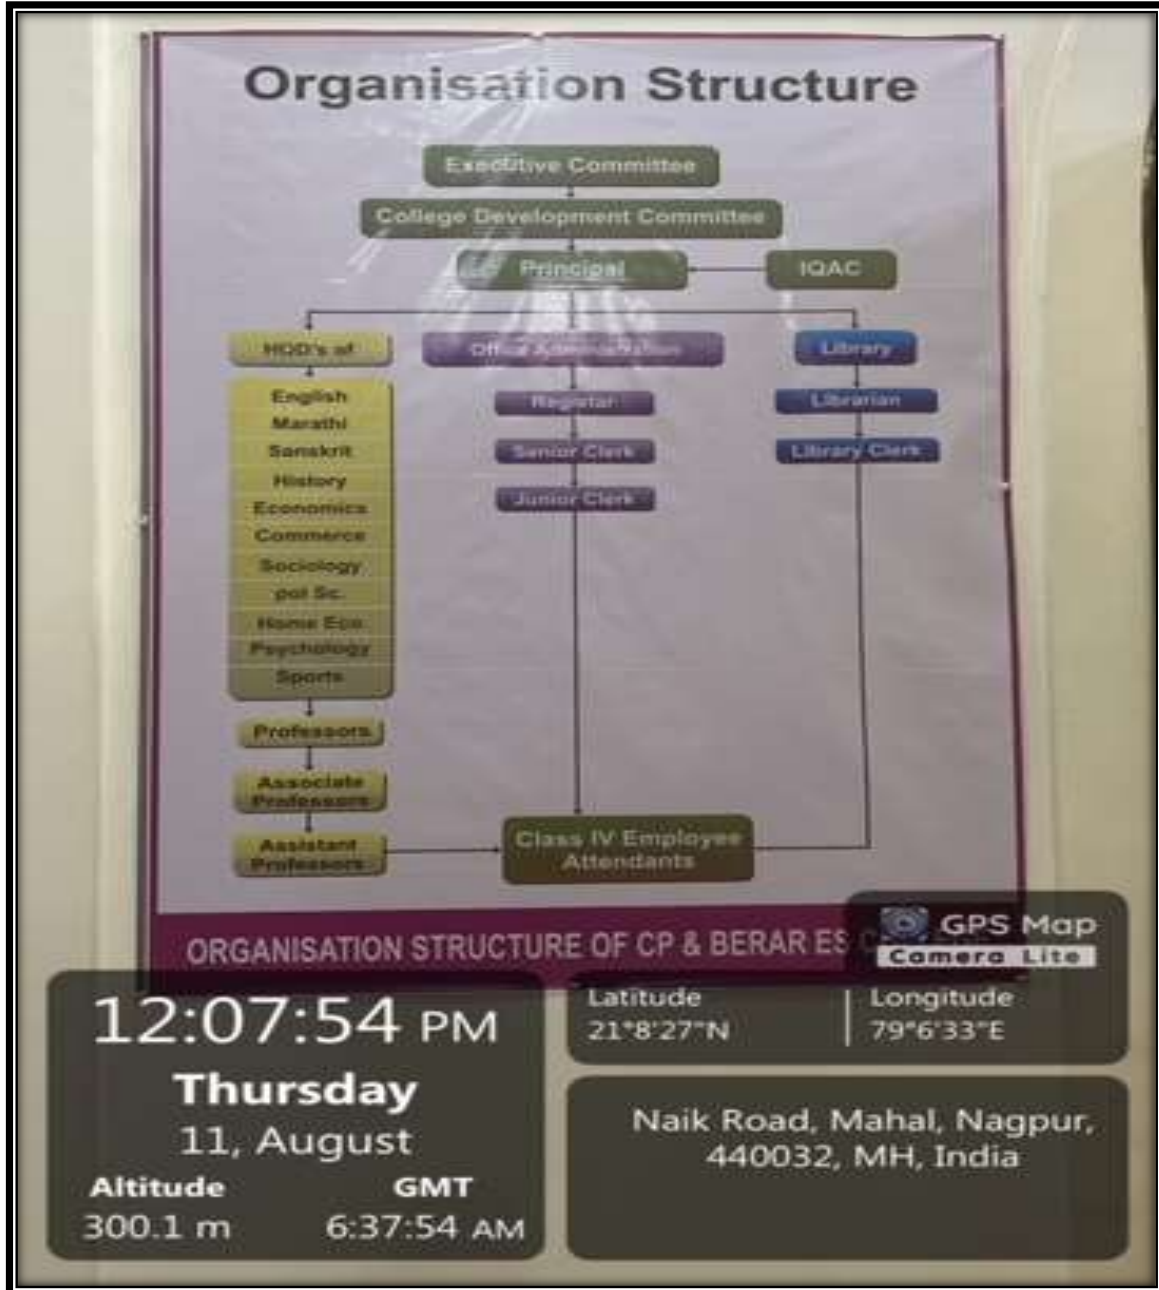 Organisation Structure
Executive Committee
College Development Committee
Principal
IQAC
HOD's of
Office Administration
Library
English
Marathi
Sanskrit
History
Economics
Commerce
Sociology
pol Sc.
Home Eco.
Psychology
Sports
Registar
Senior Clerk
Junior Clerk
Librarian
Library Clerk
Professors
Associate
Professors
Assistant
Professors
Class IV Employee
Attendants
ORGANISATION STRUCTURE OF CP & BERAR ES
GPS Map
Camera Lite
12:07:54 PM
Thursday
11, August
Altitude
300.1 m
GMT
6:37:54 AM
Latitude
21°8'27"N
Longitude
79°6'33"E
Naik Road, Mahal, Nagpur,
440032, MH, India